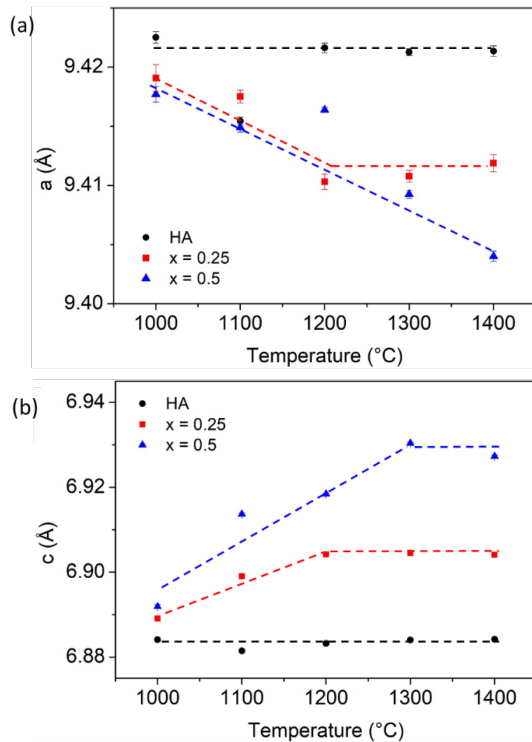 (a)
9.42
9.41
9.40
a (Å)
HA
x = 0.25
x = 0.5
1000 1100 1200 1300 1400
Temperature (°C)
(b)
6.94
6.92
6.90
6.88
c (Å)
HA
x = 0.25
x = 0.5
1000 1100 1200 1300 1400
Temperature (°C)